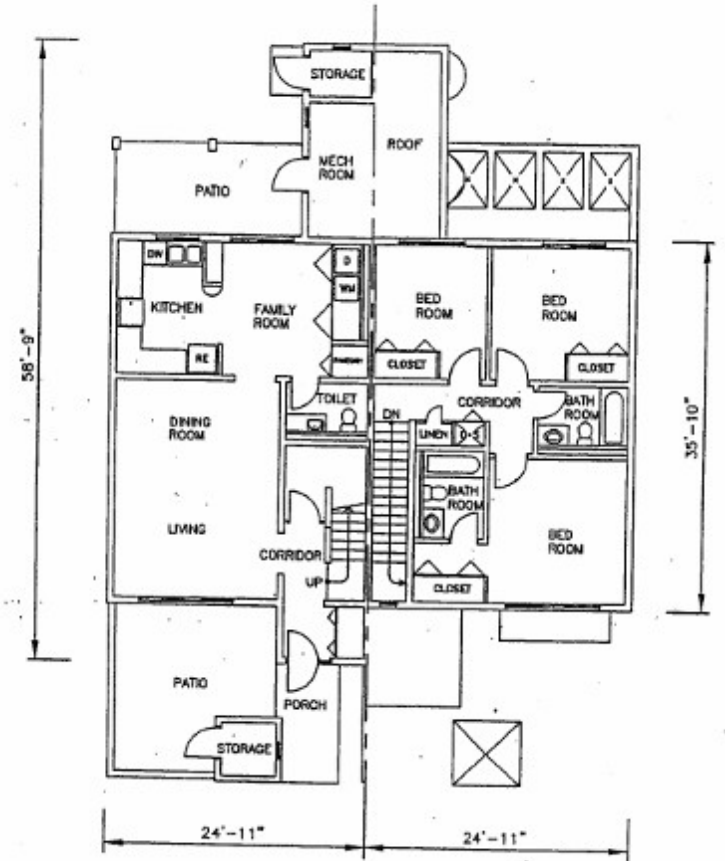 STORAGE
MECH
ROOM
ROOF
PATIO
DW
KITCHEN
FAMILY
ROOM
D
WM
RE
BED
ROOM
BED
ROOM
CLOSET
CLOSET
58'-9"
35'-10"
TOILET
DINING
ROOM
DN
CORRIDOR
BATH
ROOM
LINEN
BATH
ROOM
LIVING
CORRIDOR
UP
BED
ROOM
CLOSET
PATIO
PORCH
STORAGE
24'-11"
24'-11"